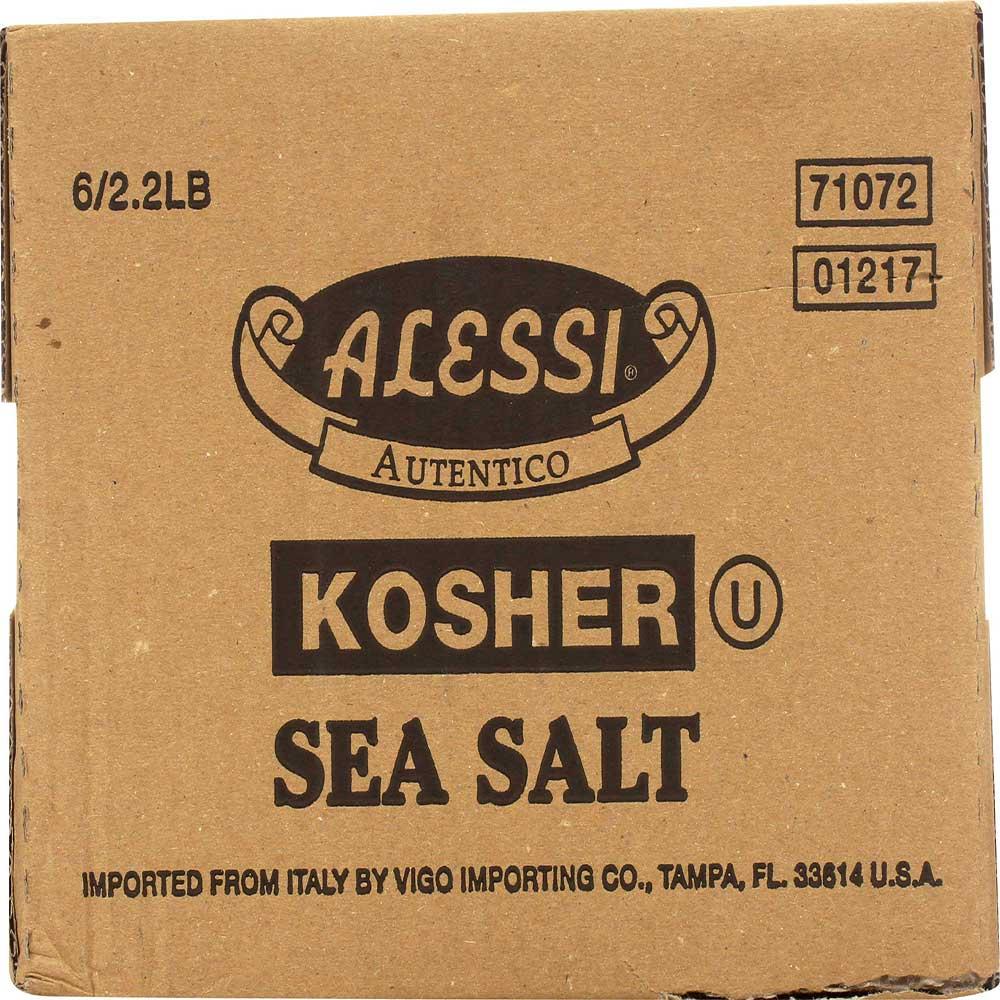 6/2.2LB
71072
01217
ALESSI®
AUTENTICO
KOSHER U
SEA SALT
IMPORTED FROM ITALY BY VIGO IMPORTING CO., TAMPA, FL. 33614 U.S.A.